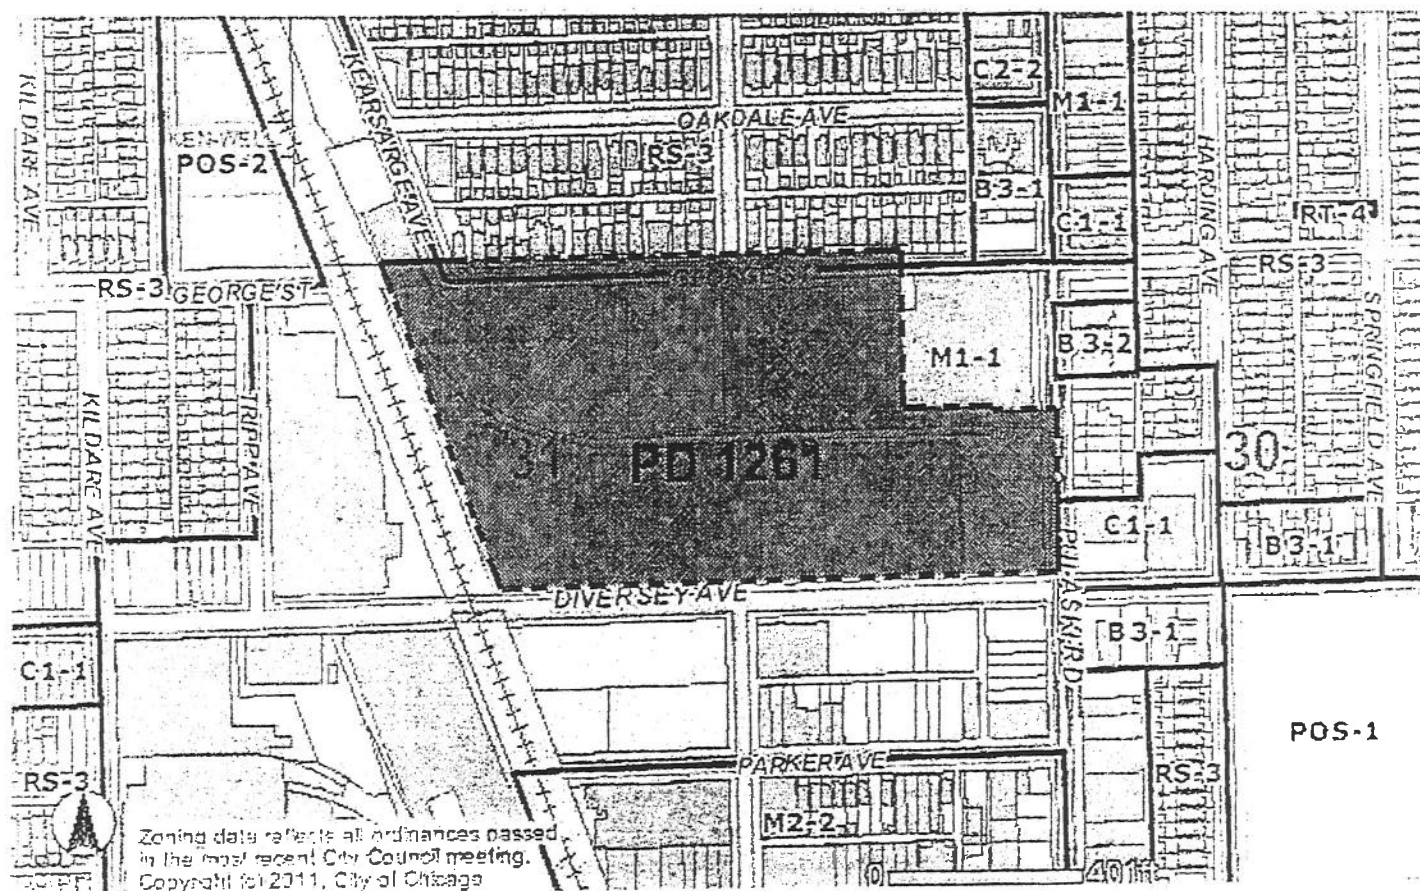 KILDARE AVE
KEARSARGE AVE
POS-2
OAKDALE AVE
RS-3
C2-2
M1-1
B3-1
C1-1
HARDING AVE
RT-4
RS-3
SPRINGFIELD AVE
RS-3
GEORGE ST
M1-1
B3-2
KILDARE AVE
TRIPP AVE
31
PD 1261
30
C1-1
B3-1
DIVERSEY AVE
PULASKI RD
B3-1
C1-1
POS-1
RS-3
PARKER AVE
RS-3
M2-2
Zoning data reflects all ordinances passed
in the most recent City Council meeting.
Copyright (c) 2011, City of Chicago
0
401ft